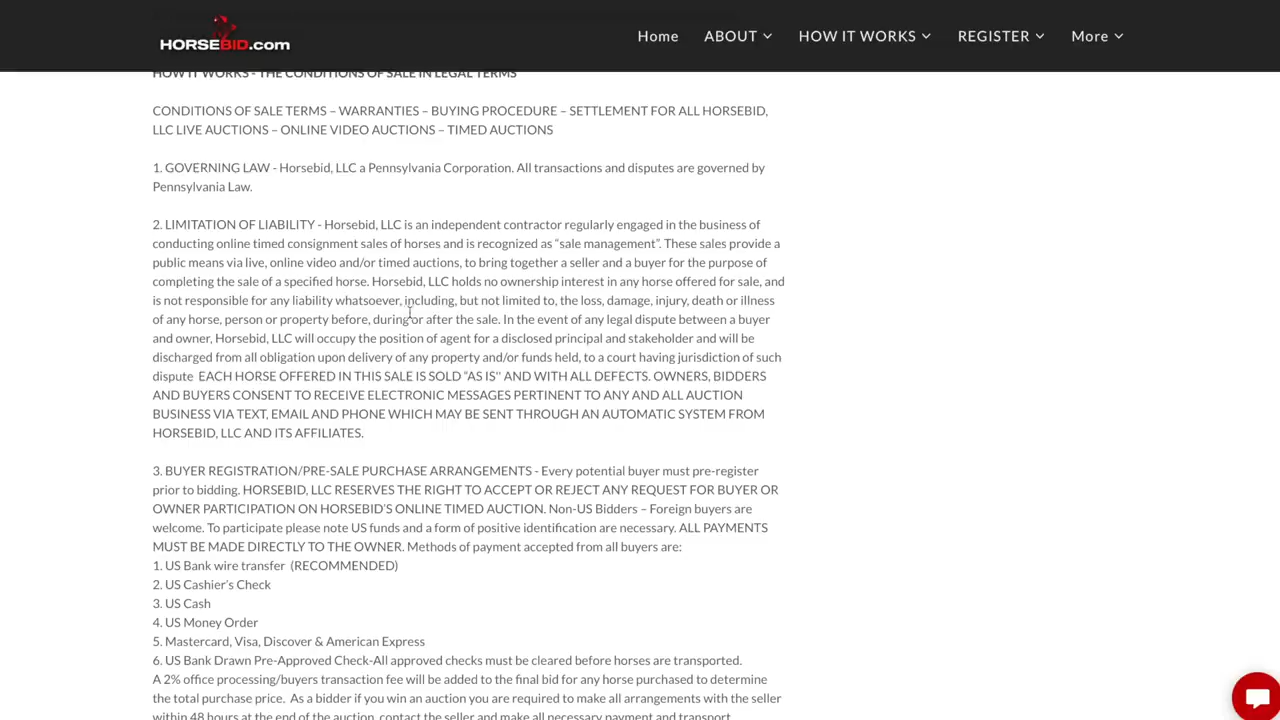 HORSEBID.com
Home ABOUT HOW IT WORKS REGISTER More
HOW IT WORKS - THE CONDITIONS OF SALE IN LEGAL TERMS
CONDITIONS OF SALE TERMS – WARRANTIES – BUYING PROCEDURE – SETTLEMENT FOR ALL HORSEBID,
LLC LIVE AUCTIONS – ONLINE VIDEO AUCTIONS – TIMED AUCTIONS
1. GOVERNING LAW - Horsebid, LLC a Pennsylvania Corporation. All transactions and disputes are governed by
Pennsylvania Law.
2. LIMITATION OF LIABILITY - Horsebid, LLC is an independent contractor regularly engaged in the business of
conducting online timed consignment sales of horses and is recognized as “sale management”. These sales provide a
public means via live, online video and/or timed auctions, to bring together a seller and a buyer for the purpose of
completing the sale of a specified horse. Horsebid, LLC holds no ownership interest in any horse offered for sale, and
is not responsible for any liability whatsoever, including, but not limited to, the loss, damage, injury, death or illness
of any horse, person or property before, during or after the sale. In the event of any legal dispute between a buyer
and owner, Horsebid, LLC will occupy the position of agent for a disclosed principal and stakeholder and will be
discharged from all obligation upon delivery of any property and/or funds held, to a court having jurisdiction of such
dispute EACH HORSE OFFERED IN THIS SALE IS SOLD “AS IS'' AND WITH ALL DEFECTS. OWNERS, BIDDERS
AND BUYERS CONSENT TO RECEIVE ELECTRONIC MESSAGES PERTINENT TO ANY AND ALL AUCTION
BUSINESS VIA TEXT, EMAIL AND PHONE WHICH MAY BE SENT THROUGH AN AUTOMATIC SYSTEM FROM
HORSEBID, LLC AND ITS AFFILIATES.
3. BUYER REGISTRATION/PRE-SALE PURCHASE ARRANGEMENTS - Every potential buyer must pre-register
prior to bidding. HORSEBID, LLC RESERVES THE RIGHT TO ACCEPT OR REJECT ANY REQUEST FOR BUYER OR
OWNER PARTICIPATION ON HORSEBID’S ONLINE TIMED AUCTION. Non-US Bidders – Foreign buyers are
welcome. To participate please note US funds and a form of positive identification are necessary. ALL PAYMENTS
MUST BE MADE DIRECTLY TO THE OWNER. Methods of payment accepted from all buyers are:
1. US Bank wire transfer (RECOMMENDED)
2. US Cashier’s Check
3. US Cash
4. US Money Order
5. Mastercard, Visa, Discover & American Express
6. US Bank Drawn Pre-Approved Check-All approved checks must be cleared before horses are transported.
A 2% office processing/buyers transaction fee will be added to the final bid for any horse purchased to determine
the total purchase price. As a bidder if you win an auction you are required to make all arrangements with the seller
within 48 hours at the end of the auction, contact the seller and make all necessary payment and transport